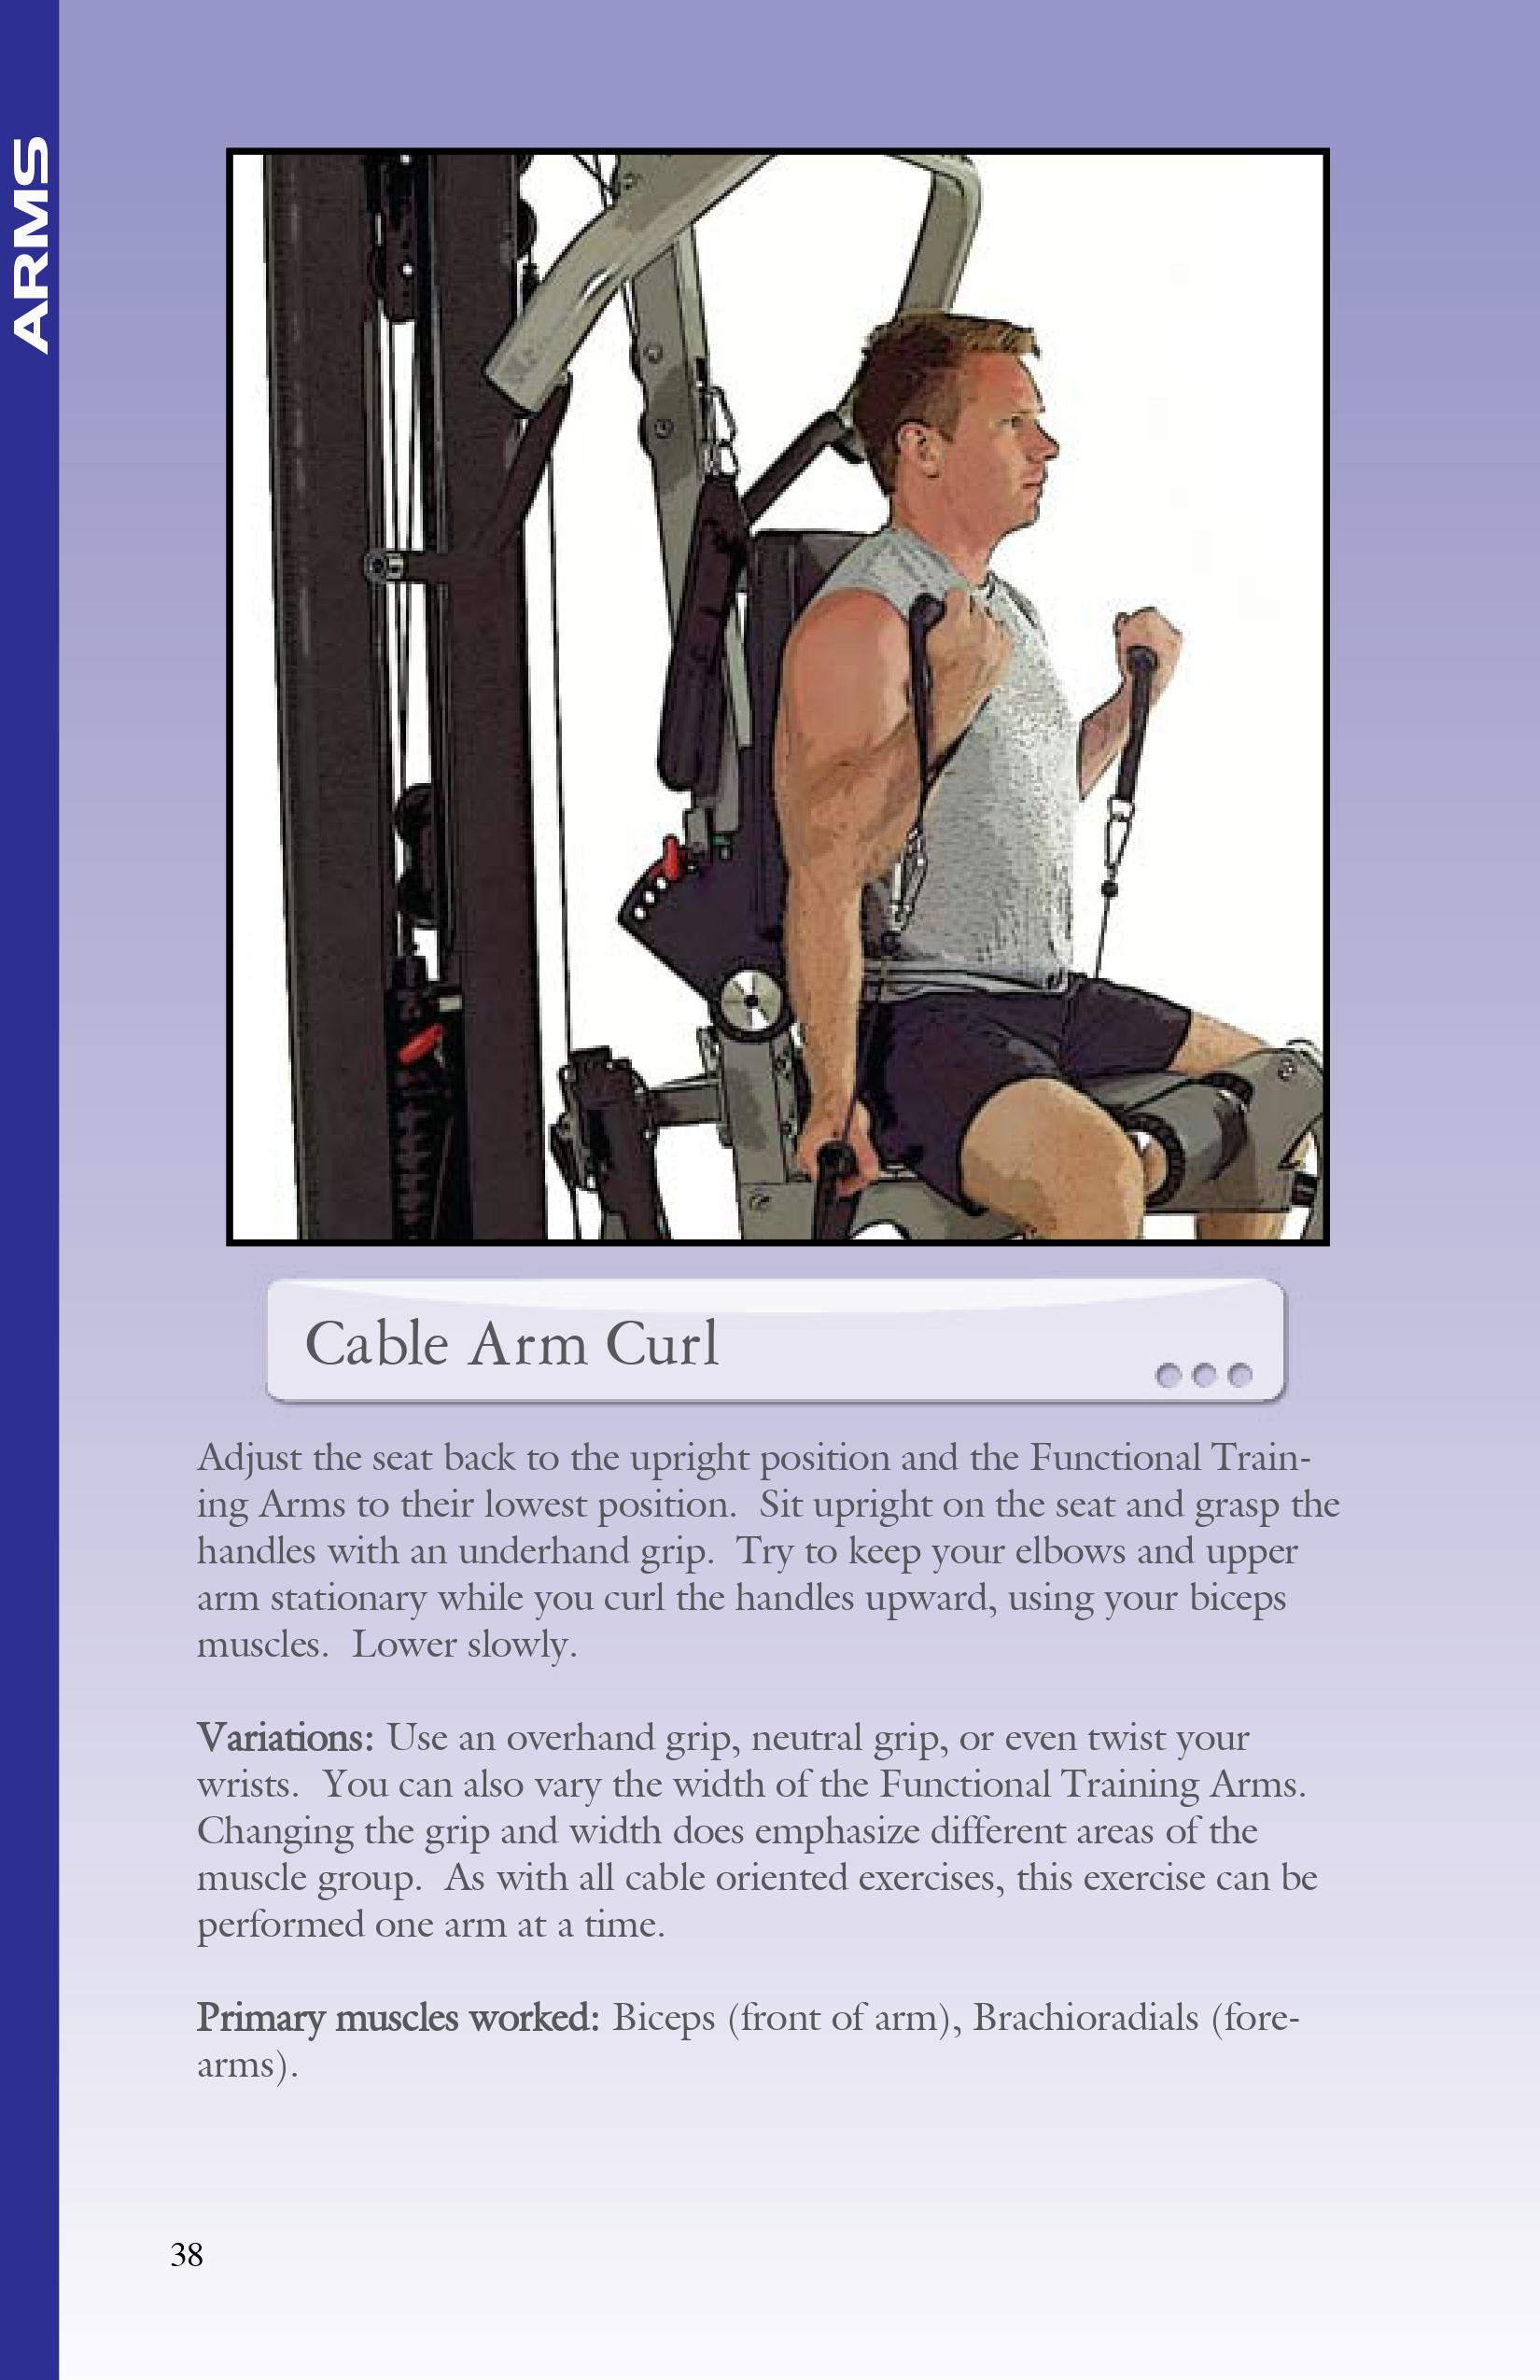 ARMS
Cable Arm Curl
Adjust the seat back to the upright position and the Functional Train-
ing Arms to their lowest position.  Sit upright on the seat and grasp the
handles with an underhand grip.  Try to keep your elbows and upper
arm stationary while you curl the handles upward, using your biceps
muscles.  Lower slowly.
Variations: Use an overhand grip, neutral grip, or even twist your
wrists.  You can also vary the width of the Functional Training Arms.
Changing the grip and width does emphasize different areas of the
muscle group.  As with all cable oriented exercises, this exercise can be
performed one arm at a time.
Primary muscles worked: Biceps (front of arm), Brachioradials (fore-
arms).
38